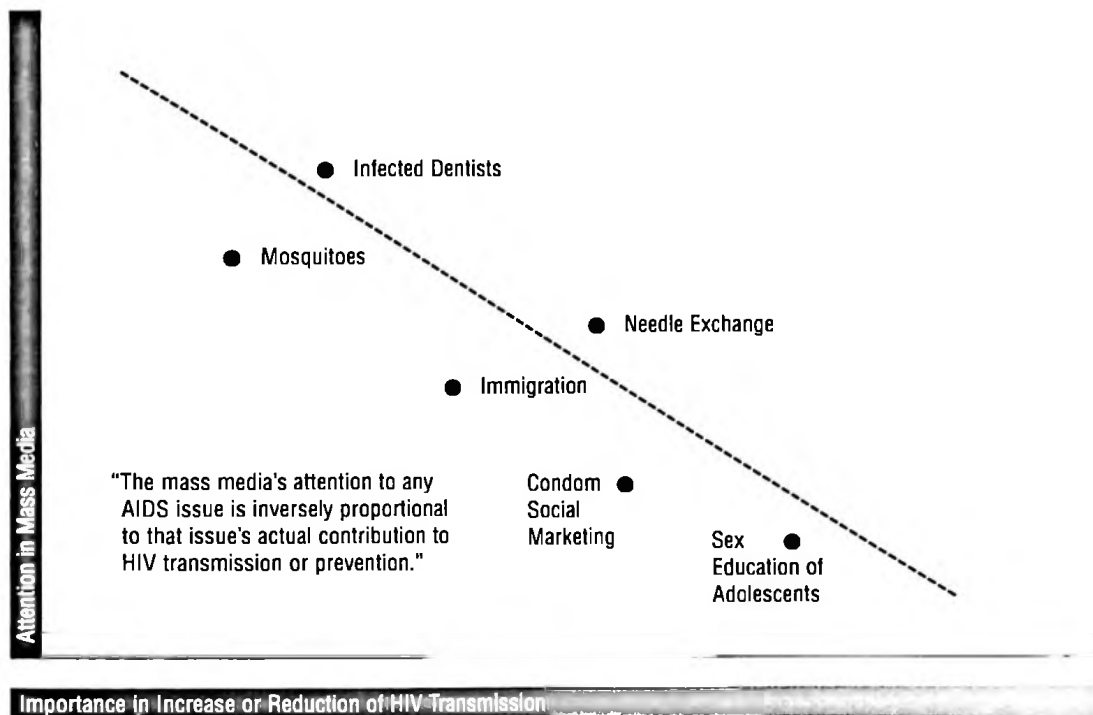 Attention in Mass Media
Infected Dentists
Mosquitoes
Needle Exchange
Immigration
"The mass media's attention to any
AIDS issue is inversely proportional
to that issue's actual contribution to
HIV transmission or prevention."
Condom
Social
Marketing
Sex
Education of
Adolescents
Importance in Increase or Reduction of HIV Transmission